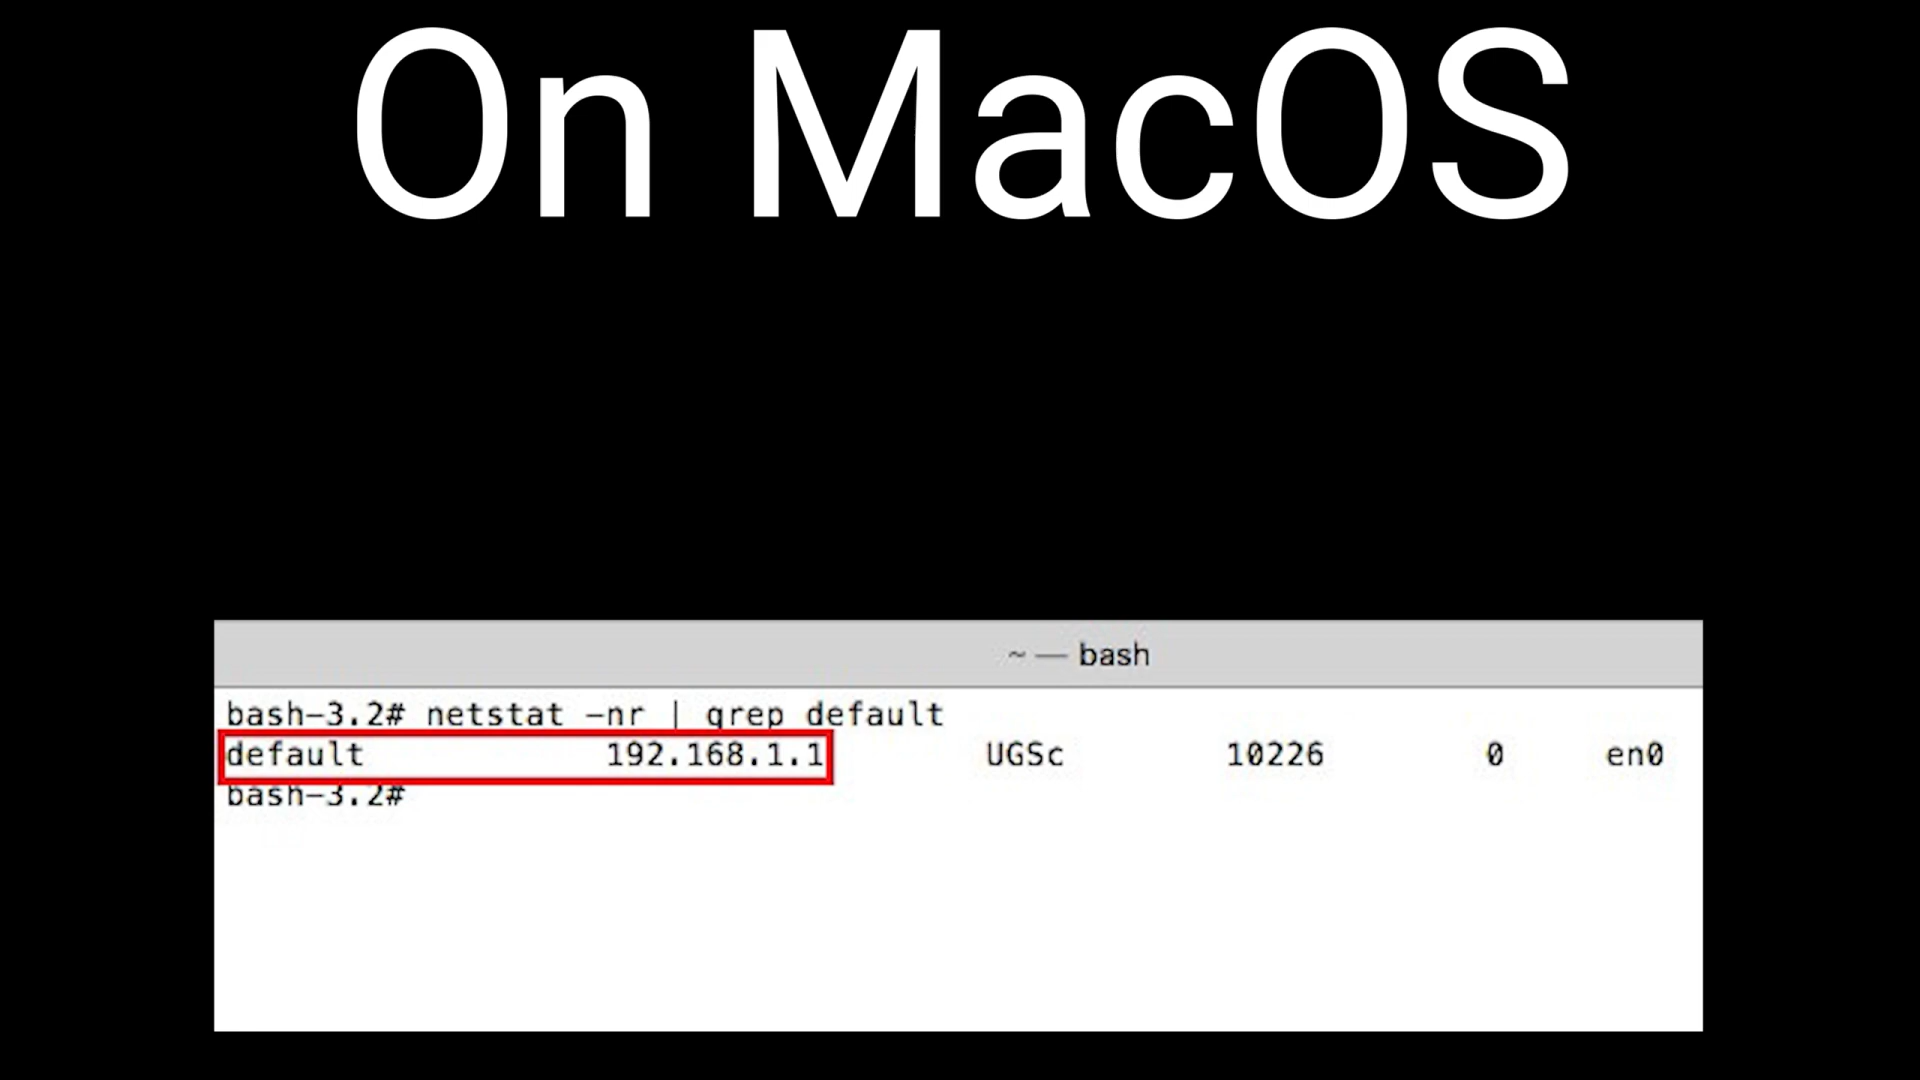 On MacOS
~ — bash
bash-3.2# netstat -nr | grep default
default 192.168.1.1 UGSc 10226 0 en0
bash-3.2#